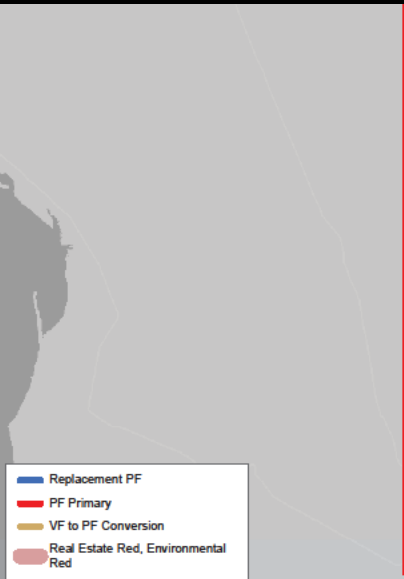 Replacement PF
PF Primary
VF to PF Conversion
Real Estate Red, Environmental
Red